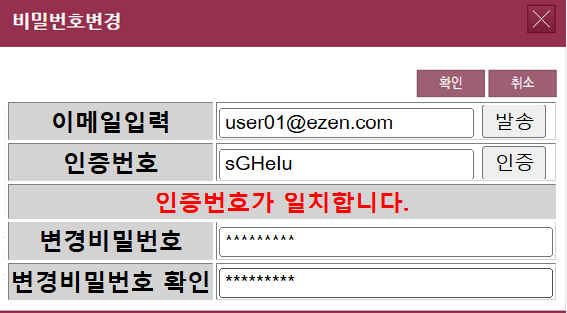 비밀번호변경
확인 취소
이메일입력 user01@ezen.com 발송
인증번호 sGHeIu 인증
인증번호가 일치합니다.
변경비밀번호 *********
변경비밀번호 확인 *********